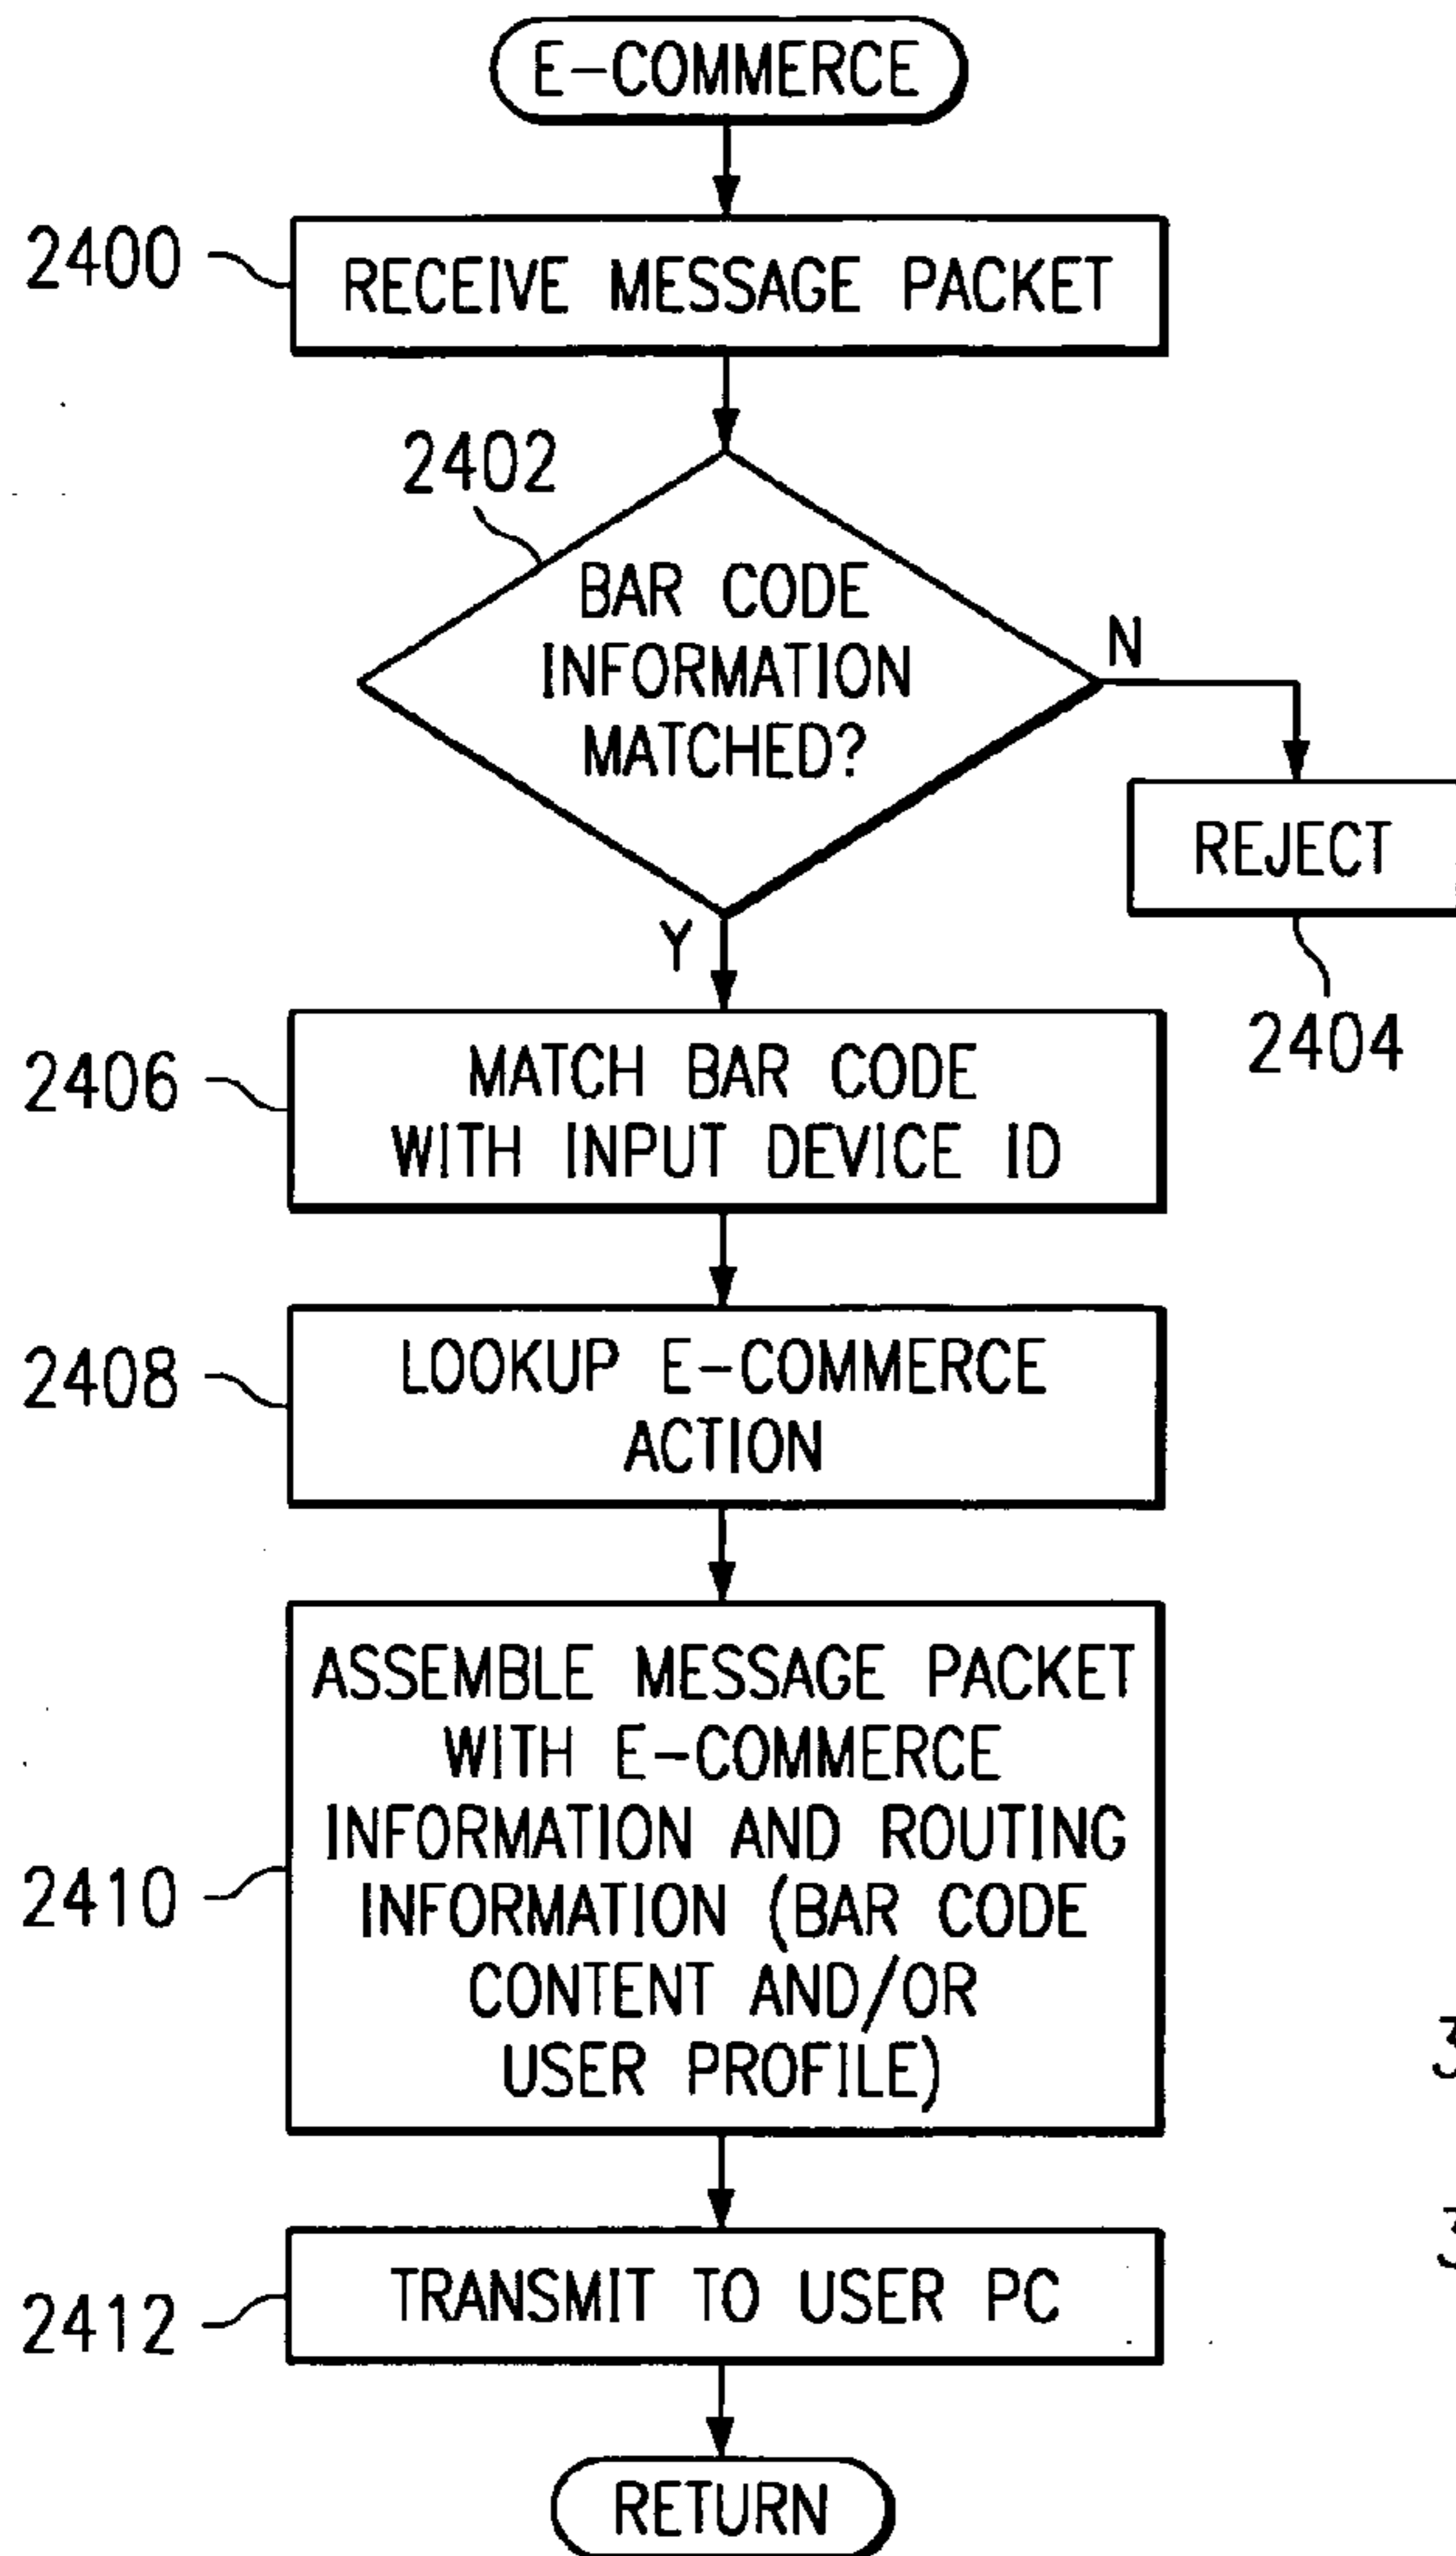 E-COMMERCE
2400
RECEIVE MESSAGE PACKET
2402
BAR CODE
INFORMATION
MATCHED?
N
REJECT
2404
Y
2406
MATCH BAR CODE
WITH INPUT DEVICE ID
2408
LOOKUP E-COMMERCE
ACTION
2410
ASSEMBLE MESSAGE PACKET
WITH E-COMMERCE
INFORMATION AND ROUTING
INFORMATION (BAR CODE
CONTENT AND/OR
USER PROFILE)
2412
TRANSMIT TO USER PC
RETURN